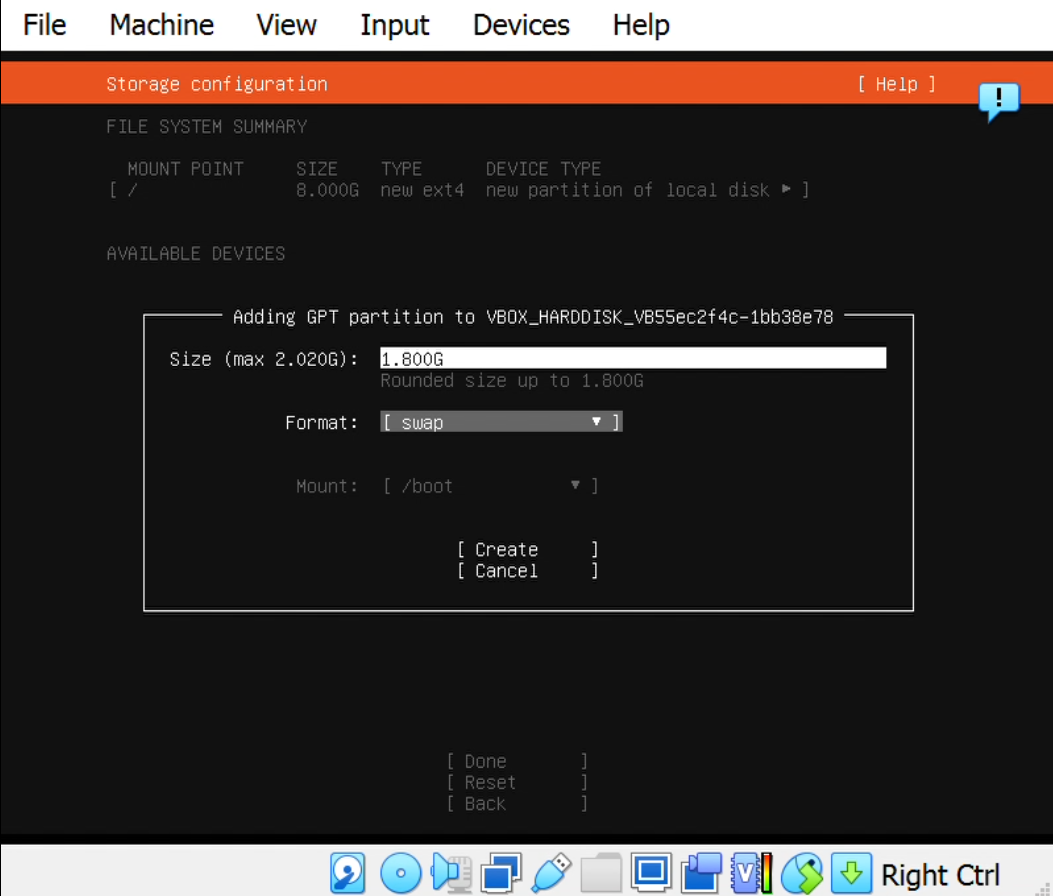 File Machine View Input Devices Help
Storage configuration [ Help ]
!
FILE SYSTEM SUMMARY
MOUNT POINT SIZE TYPE DEVICE TYPE
[ / 8.000G new ext4 new partition of local disk ▸ ]
AVAILABLE DEVICES
Adding GPT partition to VBOX_HARDDISK_VB55ec2f4c-1bb38e78
Size (max 2.020G): 1.800G
Rounded size up to 1.800G
Format: [ swap ▾ ]
Mount: [ /boot ▾ ]
[ Create ]
[ Cancel ]
[ Done ]
[ Reset ]
[ Back ]
V
Right Ctrl